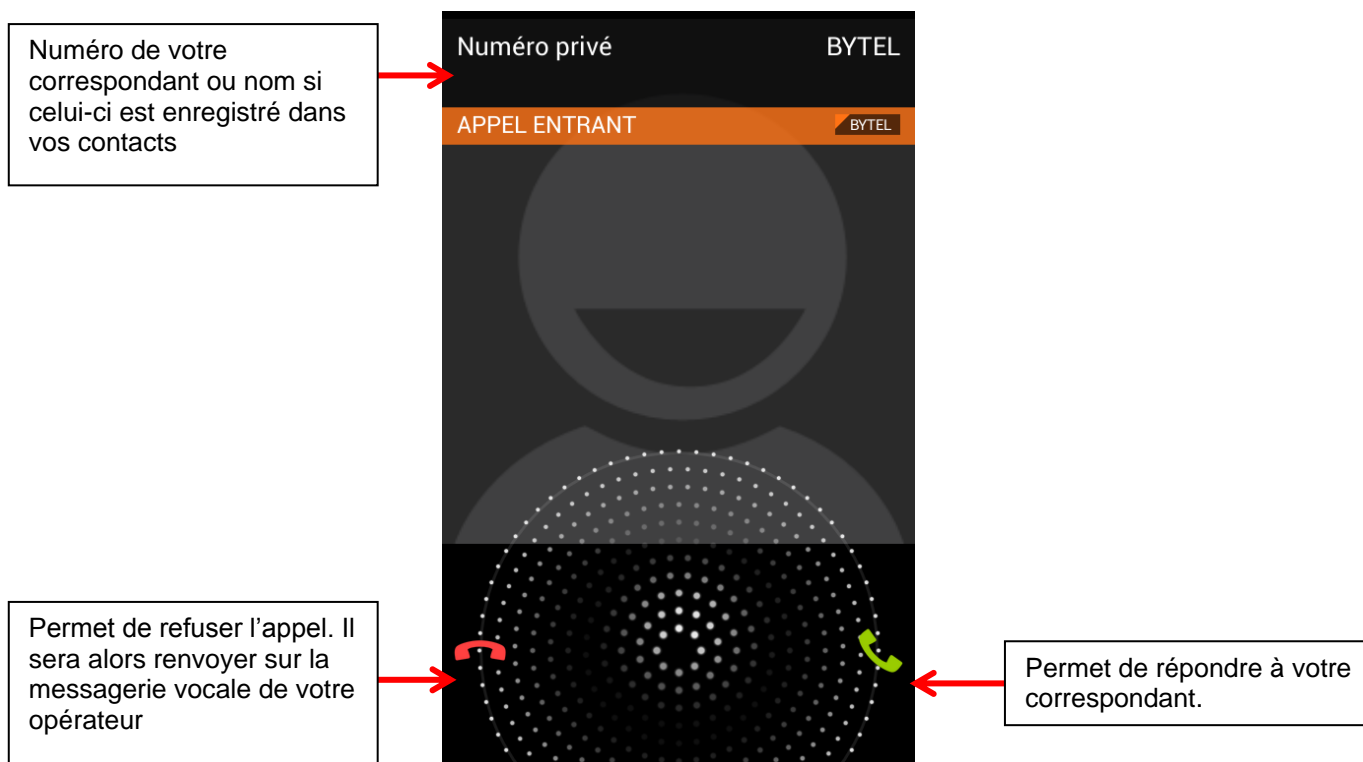 Numéro de votre
correspondant ou nom si
celui-ci est enregistré dans
vos contacts
Numéro privé BYTEL
APPEL ENTRANT BYTEL
Permet de refuser l’appel. Il
sera alors renvoyer sur la
messagerie vocale de votre
opérateur
Permet de répondre à votre
correspondant.